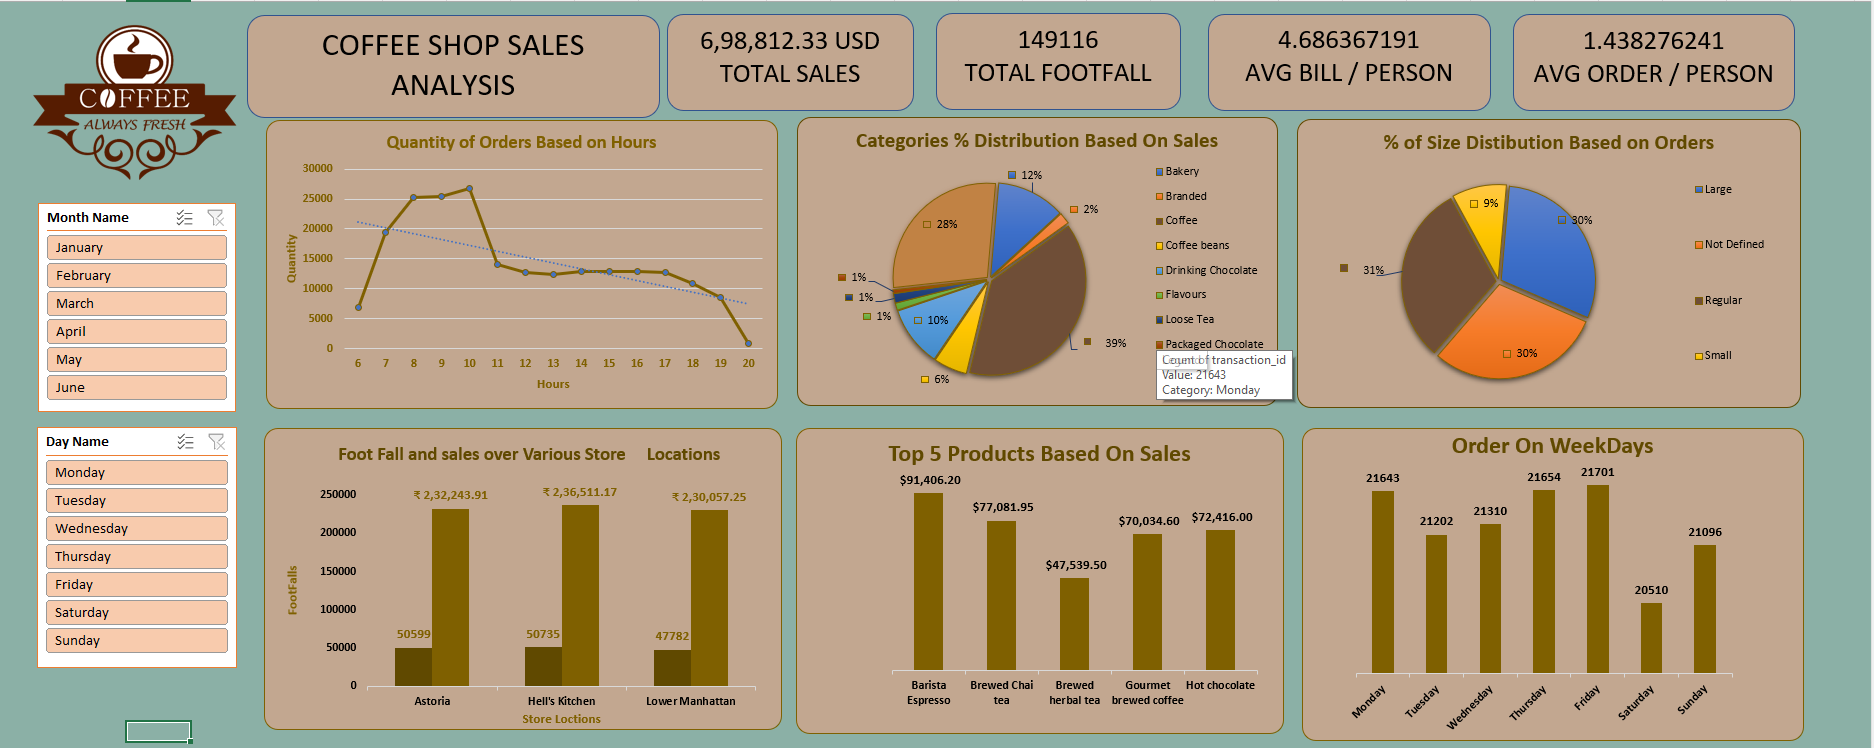 COFFEE
ALWAYS FRESH
COFFEE SHOP SALES
ANALYSIS
6,98,812.33 USD
TOTAL SALES
149116
TOTAL FOOTFALL
4.686367191
AVG BILL / PERSON
1.438276241
AVG ORDER / PERSON
Month Name
January
February
March
April
May
June
Day Name
Monday
Tuesday
Wednesday
Thursday
Friday
Saturday
Sunday
Quantity of Orders Based on Hours
Quantity
30000
25000
20000
15000
10000
5000
0
6 7 8 9 10 11 12 13 14 15 16 17 18 19 20
Hours
Categories % Distribution Based On Sales
12%
2%
39%
6%
10%
1%
1%
1%
28%
Bakery
Branded
Coffee
Coffee beans
Drinking Chocolate
Flavours
Loose Tea
Packaged Chocolate
Count of transaction_id
Value: 21643
Category: Monday
% of Size Distibution Based on Orders
30%
30%
31%
9%
Large
Not Defined
Regular
Small
Foot Fall and sales over Various Store Locations
FootFalls
250000
200000
150000
100000
50000
0
₹ 2,32,243.91 ₹ 2,36,511.17 ₹ 2,30,057.25
50599 50735 47782
Astoria Hell's Kitchen Lower Manhattan
Store Loctions
Top 5 Products Based On Sales
$91,406.20
$77,081.95
$47,539.50
$70,034.60
$72,416.00
Barista
Espresso
Brewed Chai
tea
Brewed
herbal tea
Gourmet
brewed coffee
Hot chocolate
Order On WeekDays
21643
21202
21310
21654
21701
20510
21096
Monday
Tuesday
Wednesday
Thursday
Friday
Saturday
Sunday